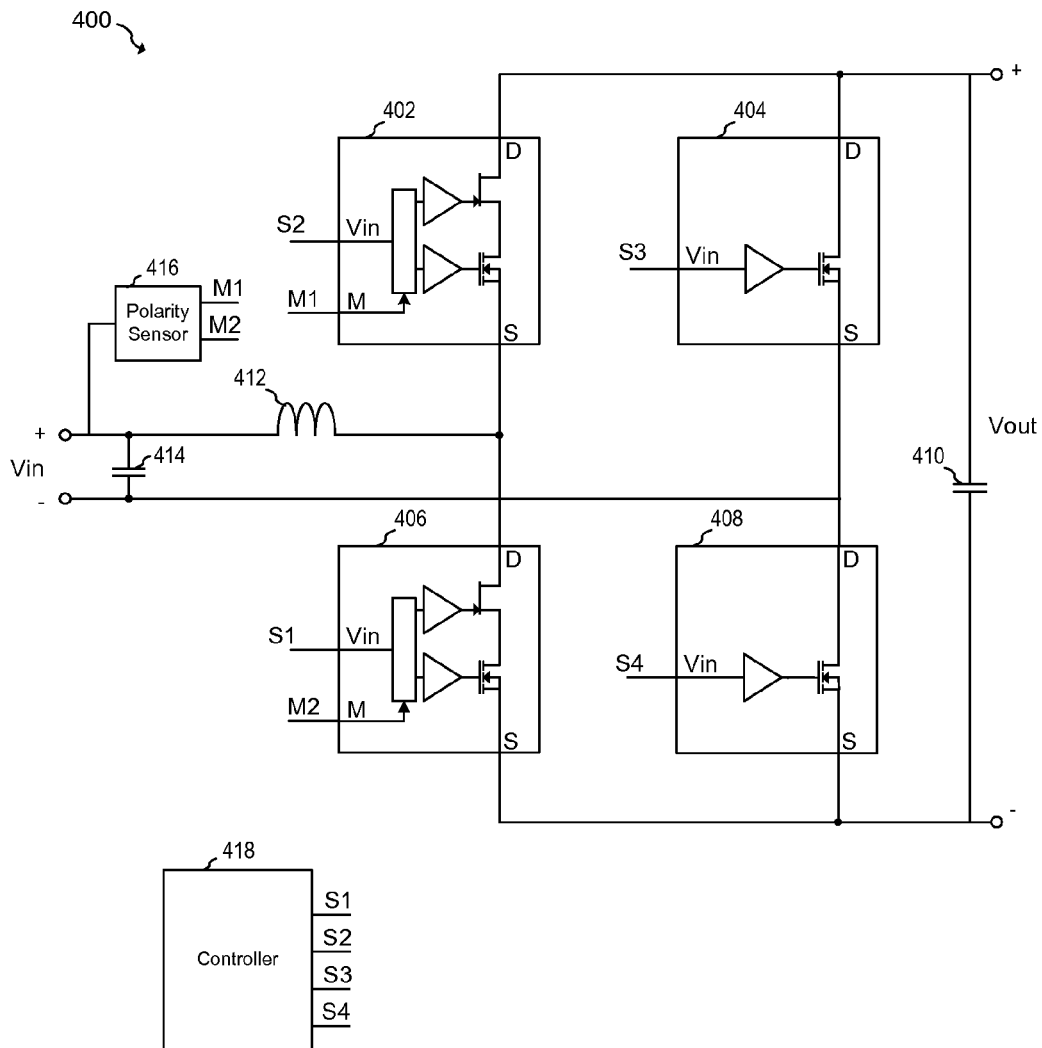 400
+
402
404
D
D
S2
Vin
S3
Vin
416
Polarity
Sensor
M1
M2
M1
M
S
S
412
+
Vin
-
414
Vout
410
406
408
D
D
S1
Vin
S4
Vin
M2
M
S
S
-
418
Controller
S1
S2
S3
S4